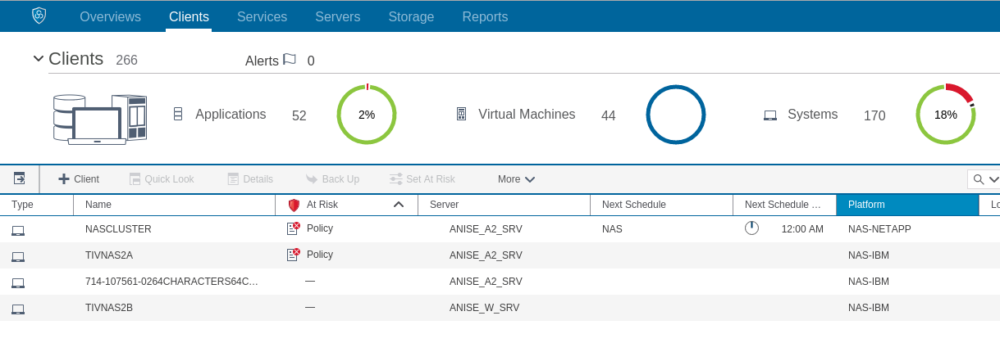 Overviews Clients Services Servers Storage Reports
Clients 266 Alerts 0
Applications 52 2% Virtual Machines 44 Systems 170 18%
Client Quick Look Details Back Up Set At Risk More
Type Name At Risk Server Next Schedule Next Schedule ... Platform Lo
NASCLUSTER Policy ANISE_A2_SRV NAS 12:00 AM NAS-NETAPP
TIVNAS2A Policy ANISE_A2_SRV NAS-IBM
714-107561-0264CHARACTERS64C... — ANISE_A2_SRV NAS-IBM
TIVNAS2B — ANISE_W_SRV NAS-IBM